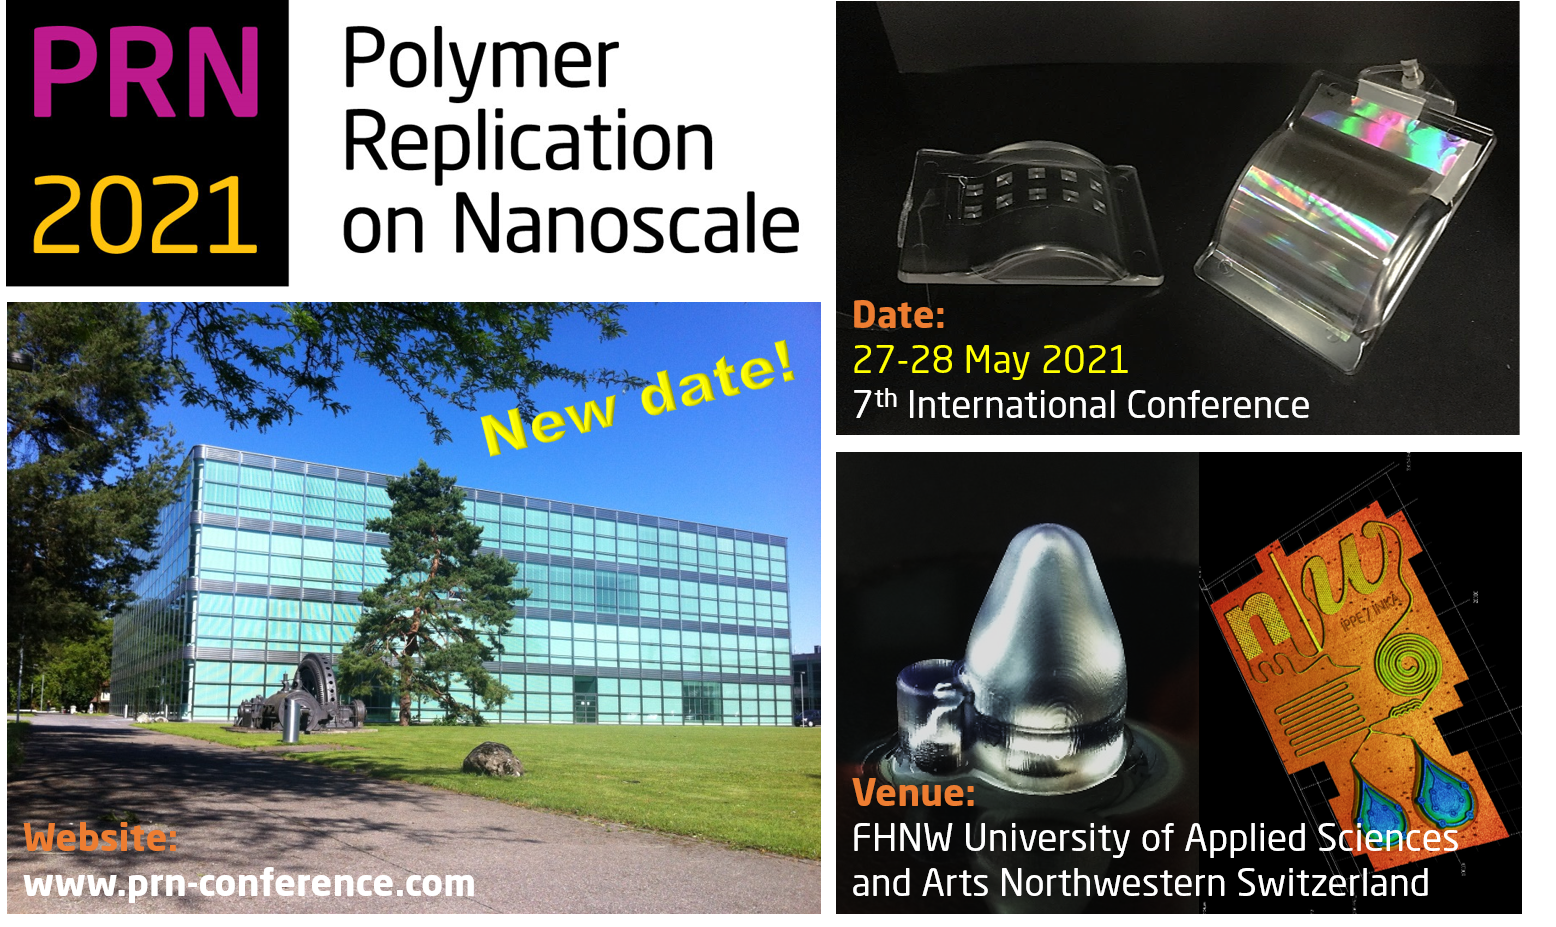 PRN
2021
Polymer
Replication
on Nanoscale
New date!
Website:
www.prn-conference.com
Date:
27-28 May 2021
7th International Conference
n/w
Venue:
FHNW University of Applied Sciences
and Arts Northwestern Switzerland